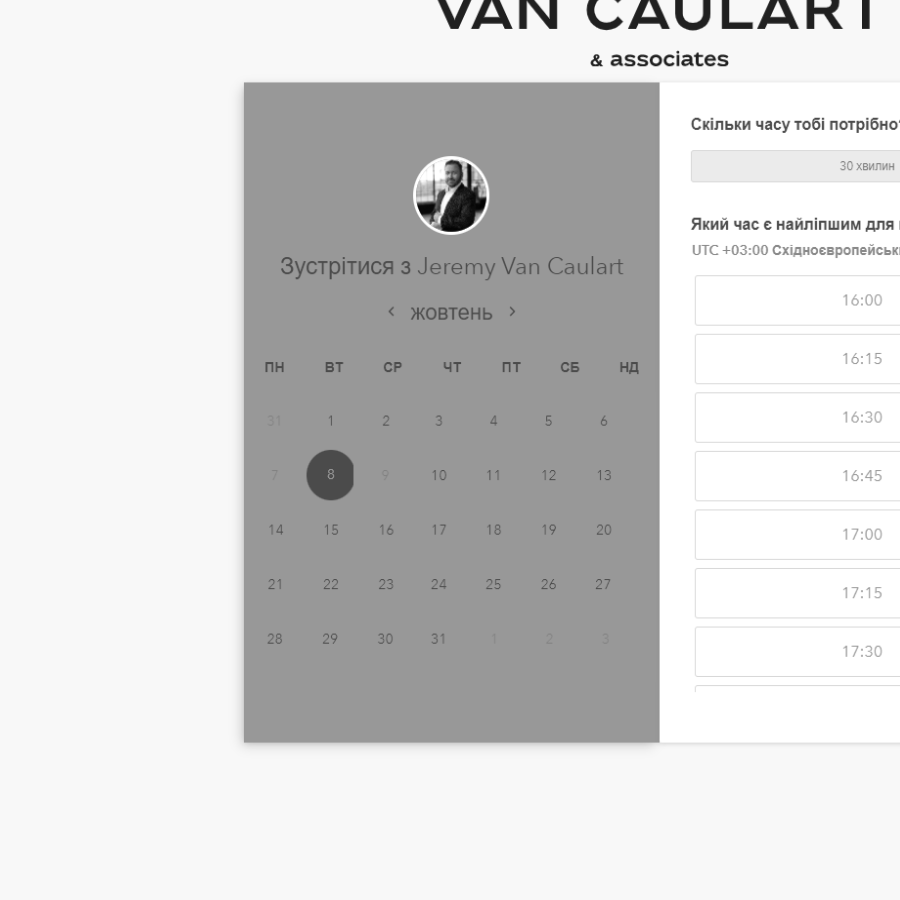 VAN CAULART
& associates
Зустрітися з Jeremy Van Caulart
жовтень
ПН ВТ СР ЧТ ПТ СБ НД
31 1 2 3 4 5 6
7 8 9 10 11 12 13
14 15 16 17 18 19 20
21 22 23 24 25 26 27
28 29 30 31 1 2 3
Скільки часу тобі потрібно?
30 хвилин
Який час є найліпшим для
UTC +03:00 Східноєвропейськ
16:00
16:15
16:30
16:45
17:00
17:15
17:30